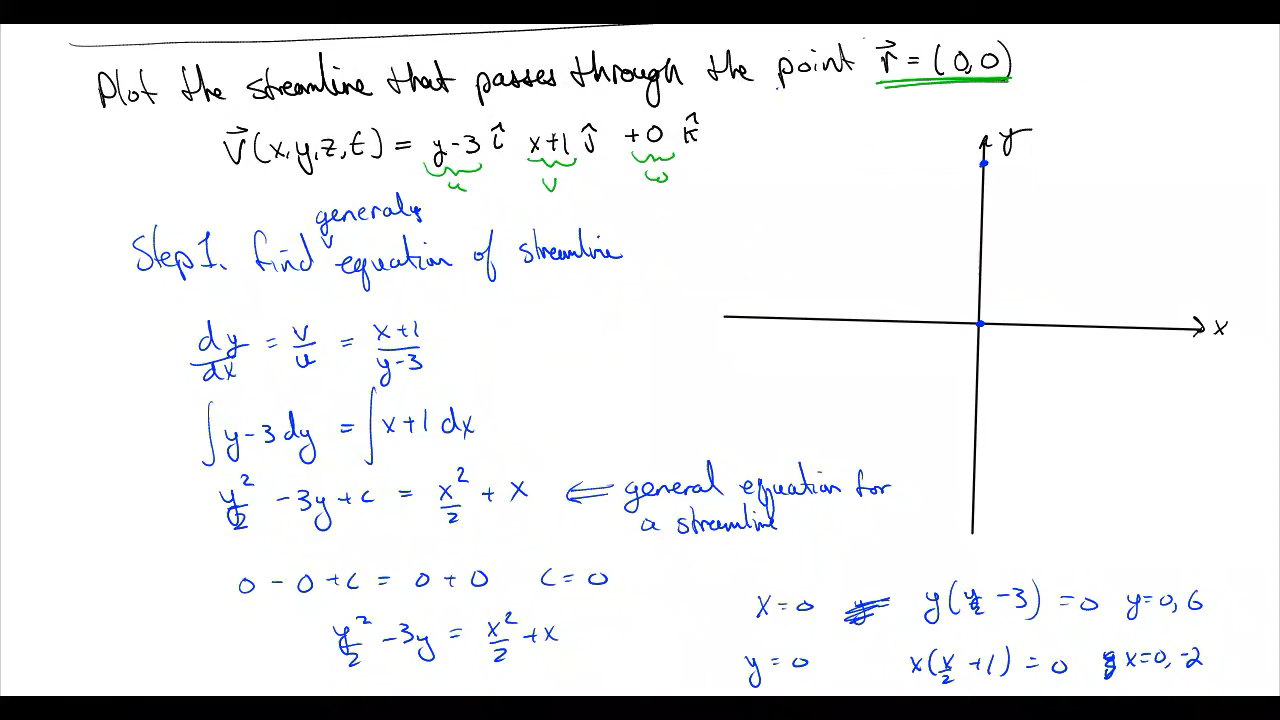 Plot the streamline that passes through the point r⃗ = (0,0)
V⃗(x,y,z,t) = y-3 î x+1 ĵ +0 k̂
u v w
general
Step 1. find equation of streamline
dy/dx = v/u = x+1/y-3
∫y-3 dy = ∫x+1 dx
y²/2 - 3y + c = x²/2 + x ⇐ general equation for
a streamline
0 - 0 + c = 0 + 0 c = 0
y²/2 - 3y = x²/2 + x
y
x
x=0 y(y/2 - 3) = 0 y=0, 6
y=0 x(x/2 + 1) = 0 x=0, -2